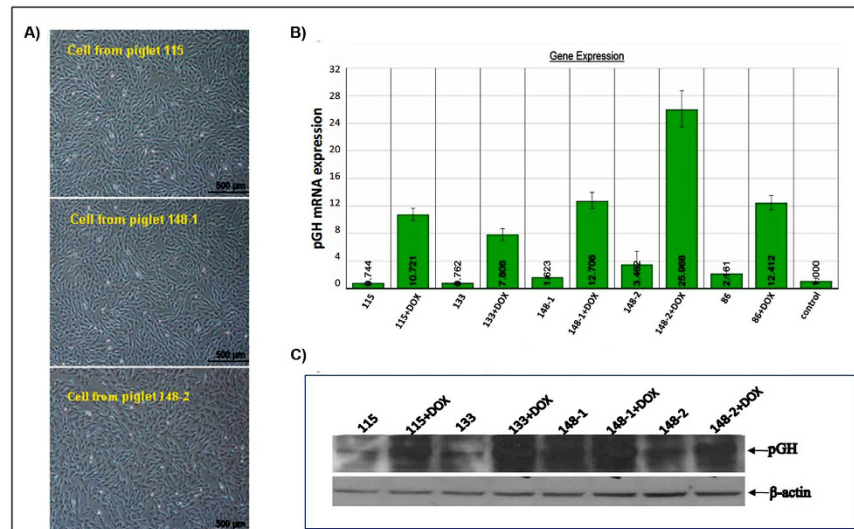 A)
Cell from piglet 115
500 µm
Cell from piglet 148-1
500 µm
Cell from piglet 148-2
B)
Gene Expression
pGH mRNA expression
32
28
24
20
16
12
8
4
0
0.744
10.721
0.762
7.806
1.623
12.706
3.462
25.968
12.412
1.000
115
115+DOX
133
133+DOX
148-1
148-1+DOX
148-2
148-2+DOX
86
86+DOX
control
C)
115
115+DOX
133
133+DOX
148-1
148-1+DOX
148-2
148-2+DOX
pGH
β-actin